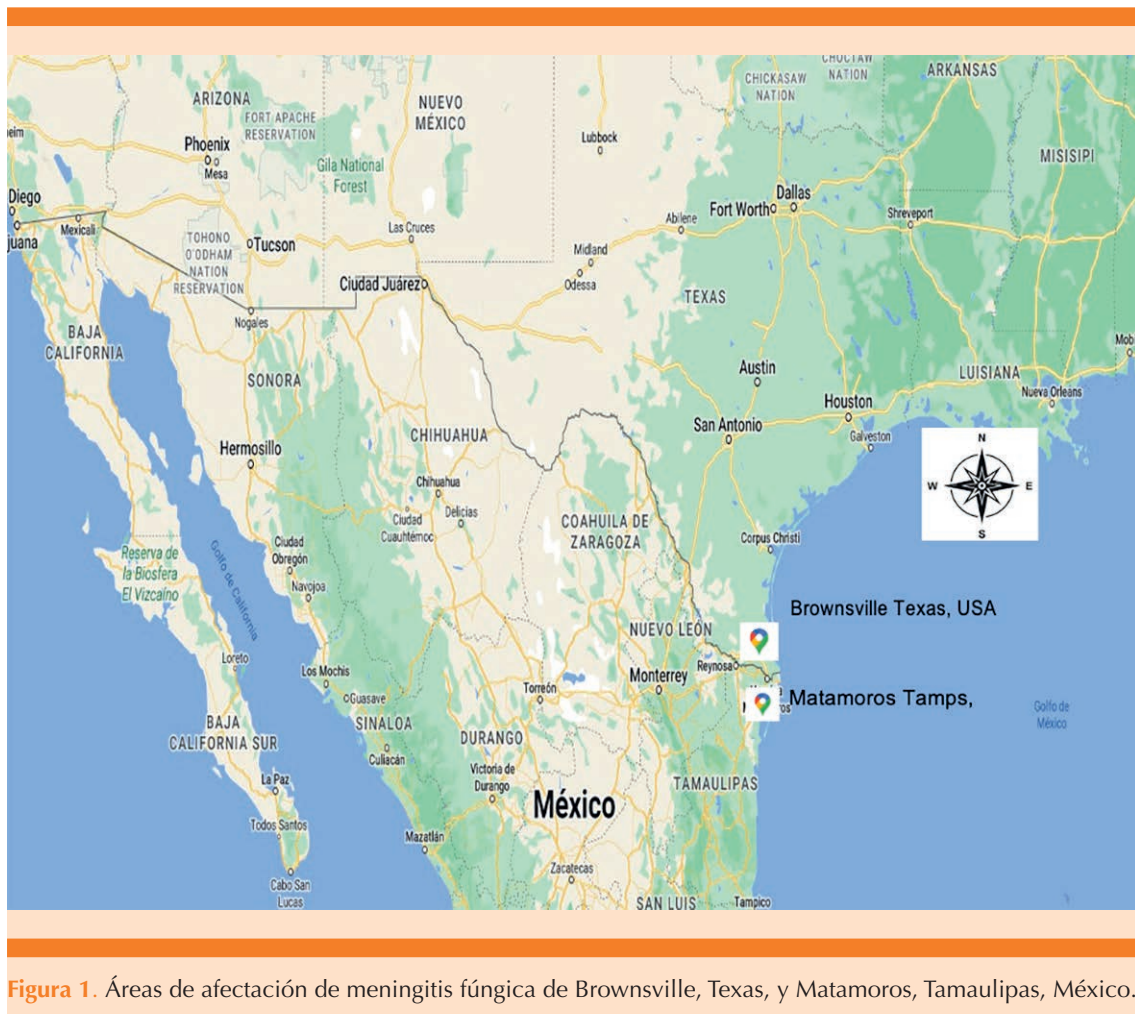 CHOCTAW
NATION
CHICKASAW
NATION
ARKANSAS
ARIZONA
NUEVO
MÉXICO
FORT APACHE
RESERVATION
Phoenix
Mesa
Lubbock
MISISIPI
Gila National
Forest
Diego
juana
Mexicali
Dallas
Fort Worth
Abilene
Shreveport
Las Cruces
TOHONO
O'ODHAM
NATION
RESERVATION
Tucson
Midland
Odessa
Ciudad Juárez
TEXAS
Nogales
BAJA
CALIFORNIA
Mob
SONORA
Austin
LUISIANA
Houston
Nueva Orleans
San Antonio
Galveston
CHIHUAHUA
Hermosillo
N
W
E
S
Chihuahua
Delicias
Ciudad
Cuauhtémoc
COAHUILA DE
ZARAGOZA
Corpus Christi
Ciudad
Obregón
Reserva de
la Biosfera
El Vizcaíno
Golfo de California
Navojoa
Brownsville Texas, USA
NUEVO LEÓN
Loreto
Los Mochis
Reynosa
Monterrey
Torreón
Guasave
Matamoros Tamps,
Golfo de
México
SINALOA
BAJA
CALIFORNIA SUR
DURANGO
Culiacán
Victoria de
Durango
TAMAULIPAS
La Paz
México
Todos Santos
Mazatlán
Zacatecas
Cabo San
Lucas
SAN LUIS
Tampico
Figura 1. Áreas de afectación de meningitis fúngica de Brownsville, Texas, y Matamoros, Tamaulipas, México.